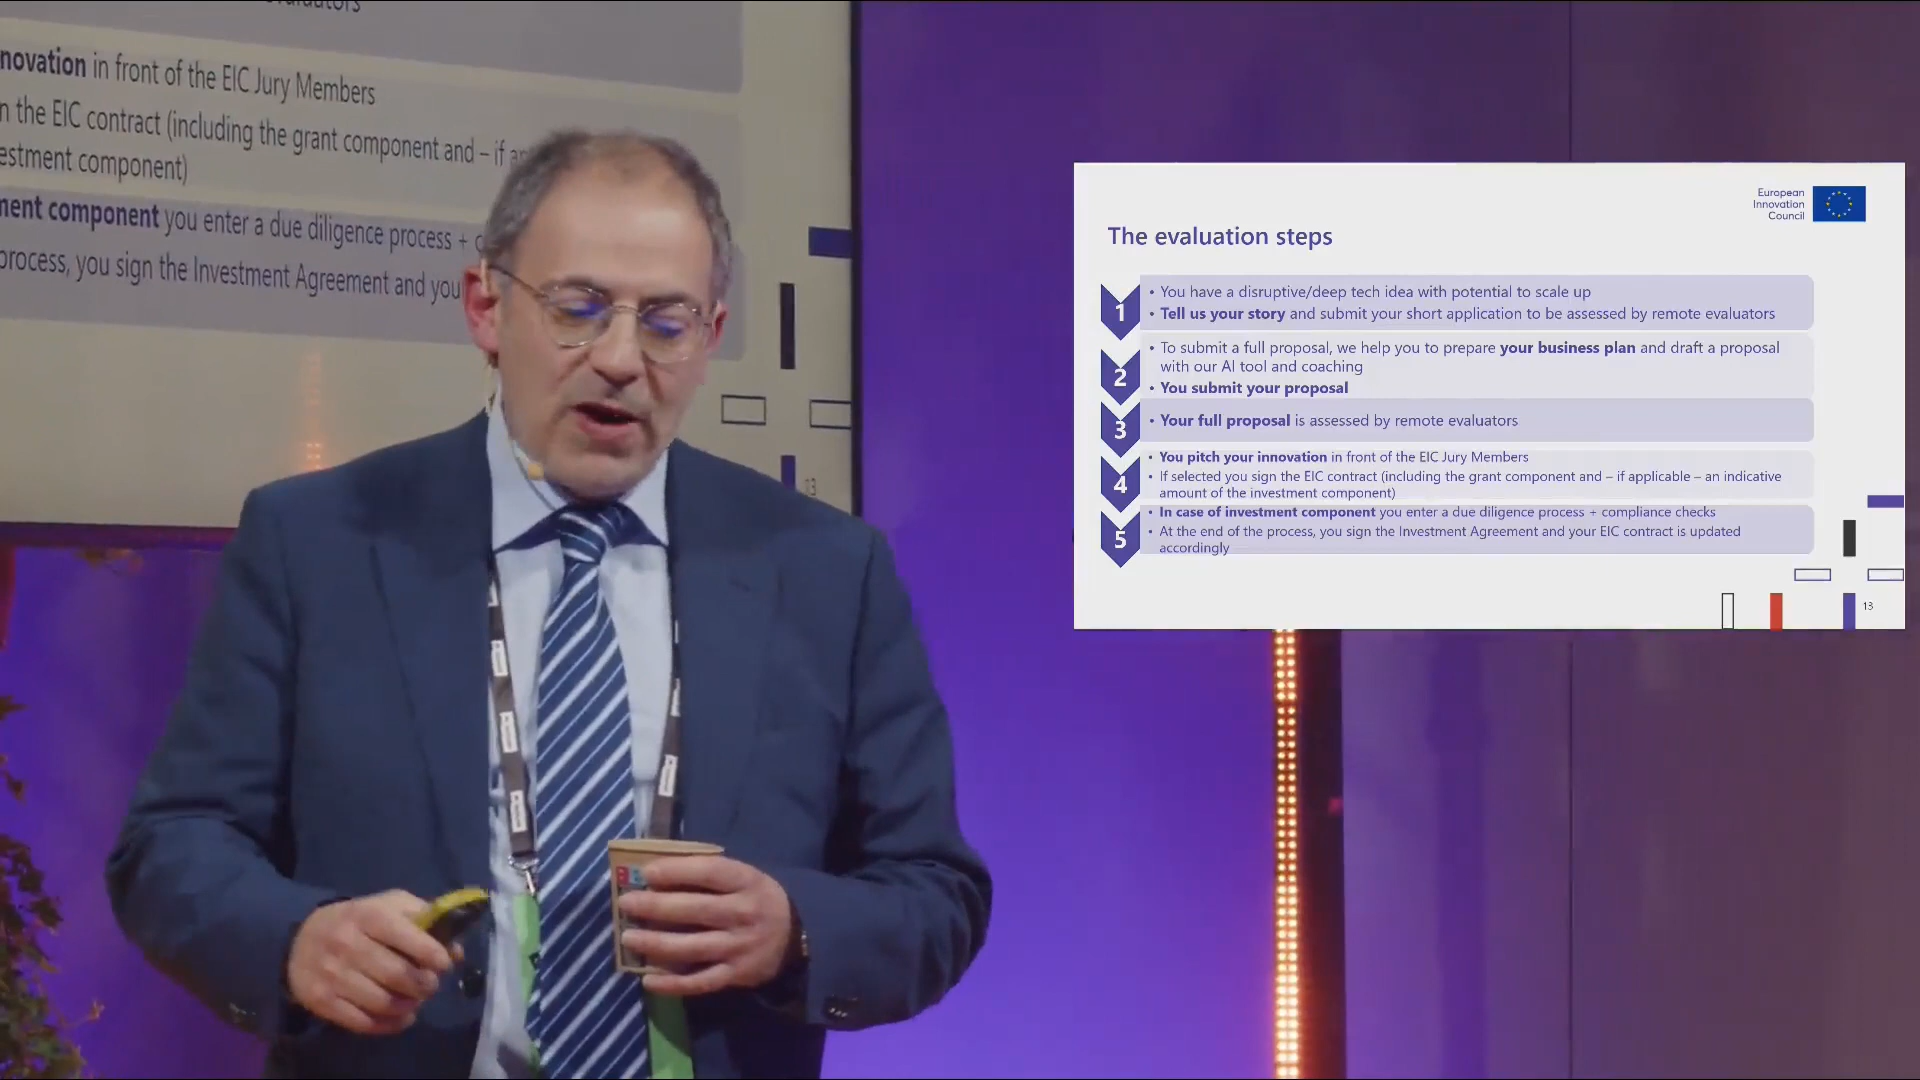 novation in front of the EIC Jury Members
n the EIC contract (including the grant component and – if
estment component)
ment component you enter a due diligence process +
process, you sign the Investment Agreement and you
13
European
Innovation
Council
The evaluation steps
1
• You have a disruptive/deep tech idea with potential to scale up
• Tell us your story and submit your short application to be assessed by remote evaluators
2
• To submit a full proposal, we help you to prepare your business plan and draft a proposal
with our AI tool and coaching
• You submit your proposal
3
• Your full proposal is assessed by remote evaluators
4
• You pitch your innovation in front of the EIC Jury Members
• If selected you sign the EIC contract (including the grant component and – if applicable – an indicative
amount of the investment component)
5
• In case of investment component you enter a due diligence process + compliance checks
• At the end of the process, you sign the Investment Agreement and your EIC contract is updated
accordingly
13